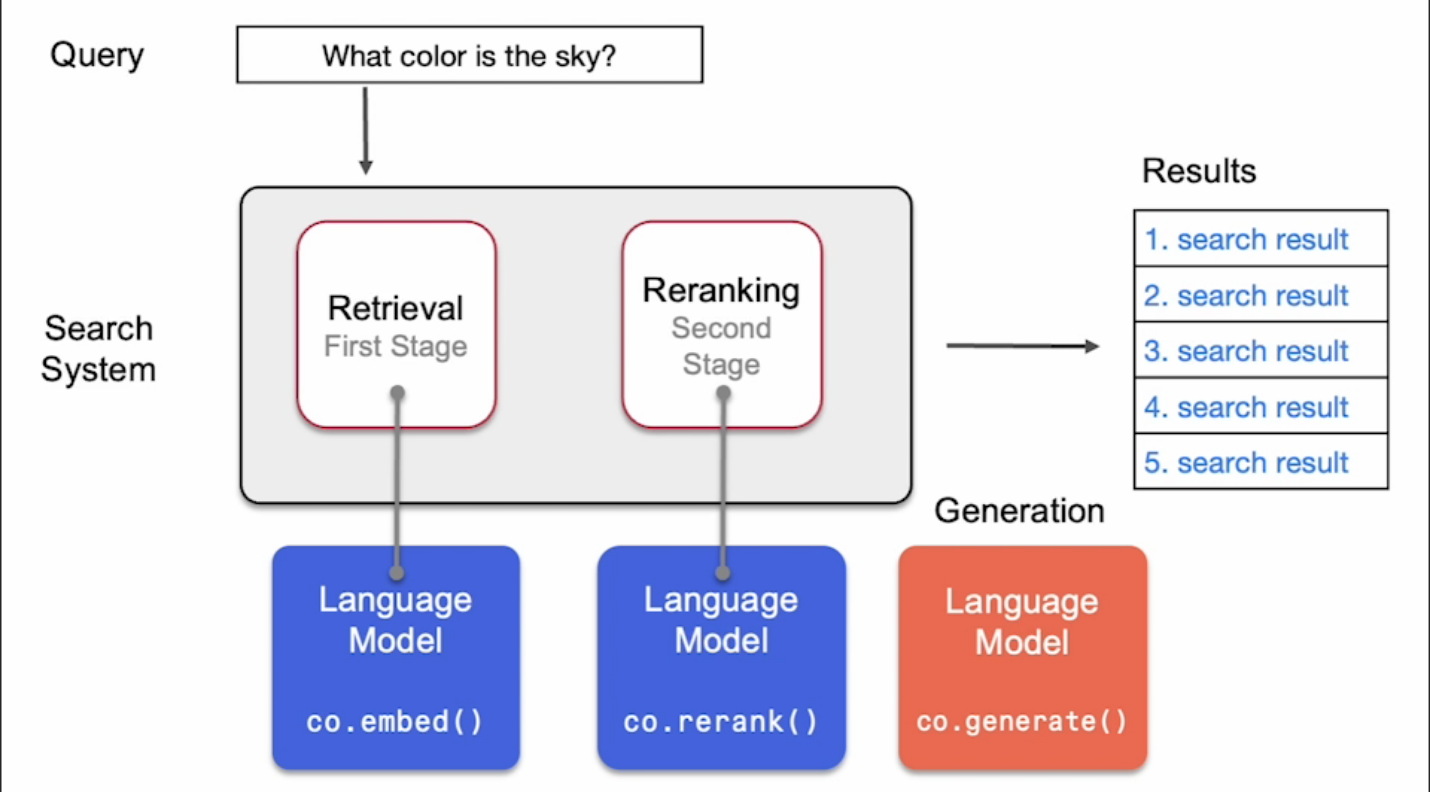 Query
What color is the sky?
Search
System
Retrieval
First Stage
Reranking
Second
Stage
Results
1. search result
2. search result
3. search result
4. search result
5. search result
Language
Model
co.embed()
Language
Model
co.rerank()
Generation
Language
Model
co.generate()